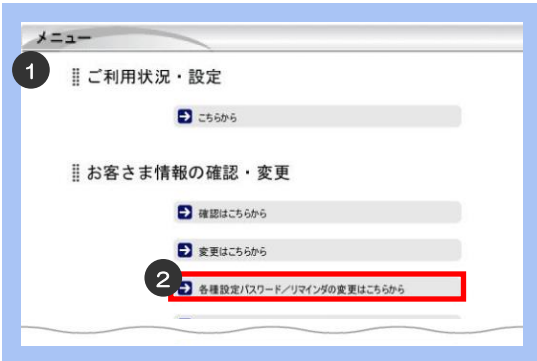 メニュー
1
ご利用状況・設定
こちらから
お客さま情報の確認・変更
確認はこちらから
変更はこちらから
2
各種設定パスワード／リマインダの変更はこちらから